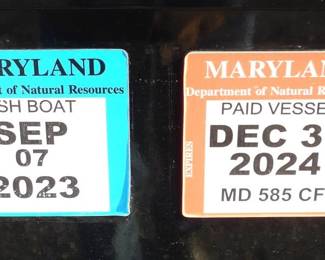 RYLAND
t of Natural Resources
SH BOAT
SEP
07
2023
MARYLAN
Department of Natural R
PAID VESSE
DEC 3
2024
EXPIRES
MD 585 CF